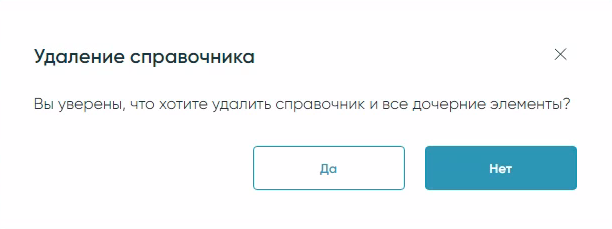 Удаление справочника
Вы уверены, что хотите удалить справочник и все дочерние элементы?
Да
Нет